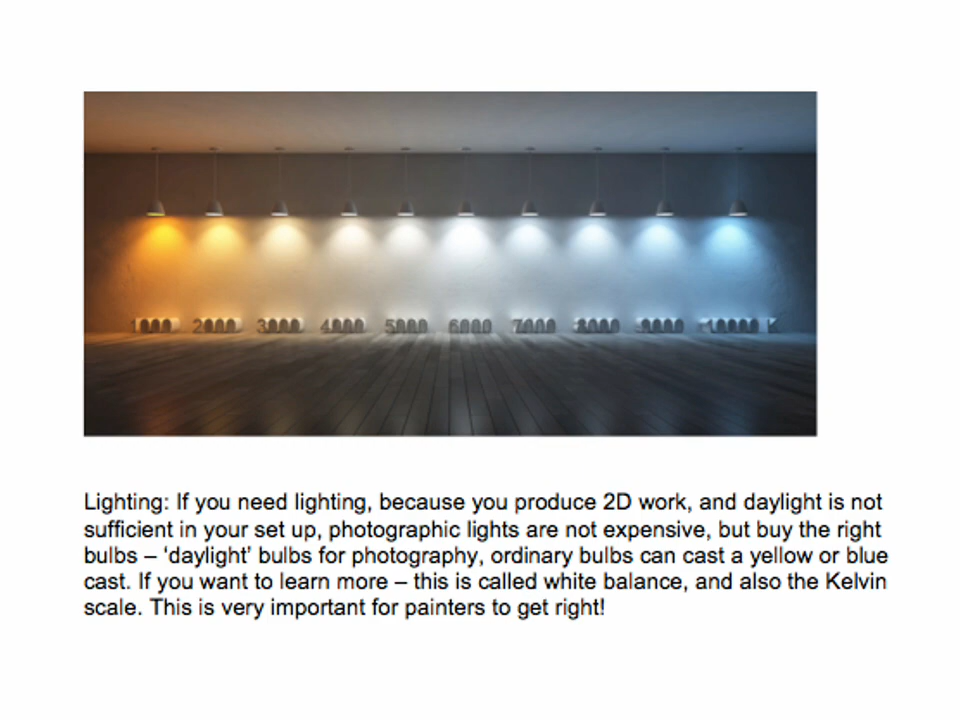 1000 2000 3000 4000 5000 6000 7000 8000 9000 10000 K
Lighting: If you need lighting, because you produce 2D work, and daylight is not
sufficient in your set up, photographic lights are not expensive, but buy the right
bulbs – ‘daylight’ bulbs for photography, ordinary bulbs can cast a yellow or blue
cast. If you want to learn more – this is called white balance, and also the Kelvin
scale. This is very important for painters to get right!